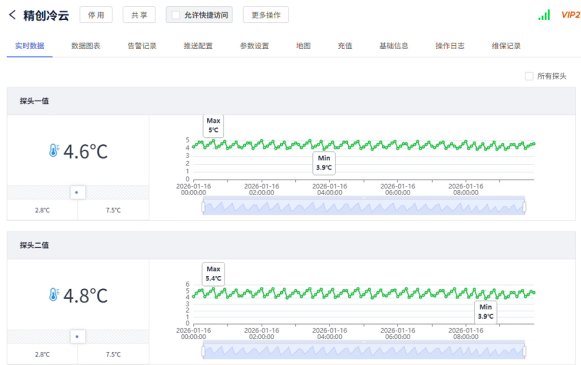 精创冷云 停 用 共 享 允许快捷访问 更多操作 VIP2
实时数据 数据图表 告警记录 推送配置 参数设置 地图 充值 基础信息 操作日志 维保记录
所有探头
探头一值
4.6℃
2.8℃ 7.5℃
Max
5℃
Min
3.9℃
5
4
3
2
1
0
2026-01-16 2026-01-16 2026-01-16 2026-01-16 2026-01-16
00:00:00 02:00:00 04:00:00 06:00:00 08:00:00
探头二值
4.8℃
2.8℃ 7.5℃
Max
5.4℃
Min
3.9℃
6
5
4
3
2
1
0
2026-01-16 2026-01-16 2026-01-16 2026-01-16 2026-01-16
00:00:00 02:00:00 04:00:00 06:00:00 08:00:00